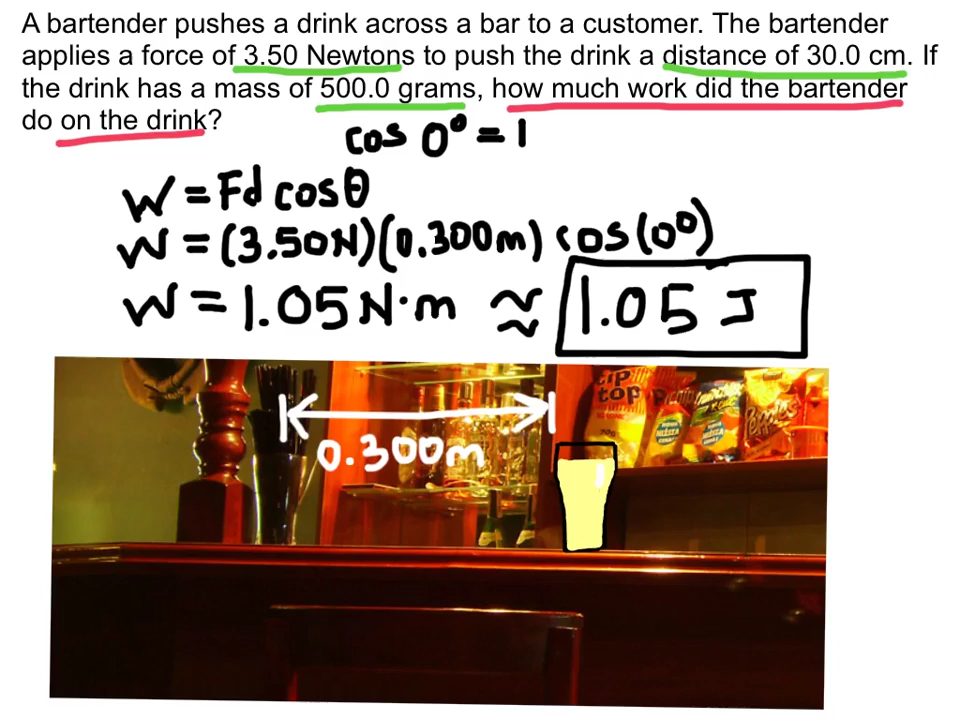 A bartender pushes a drink across a bar to a customer. The bartender
applies a force of 3.50 Newtons to push the drink a distance of 30.0 cm. If
the drink has a mass of 500.0 grams, how much work did the bartender
do on the drink?
cos 0° = 1
W = Fd cosθ
W = (3.50N)(0.300m) cos(0°)
W = 1.05 N·m ≈ 1.05 J
0.300m
tip
top
Pepples